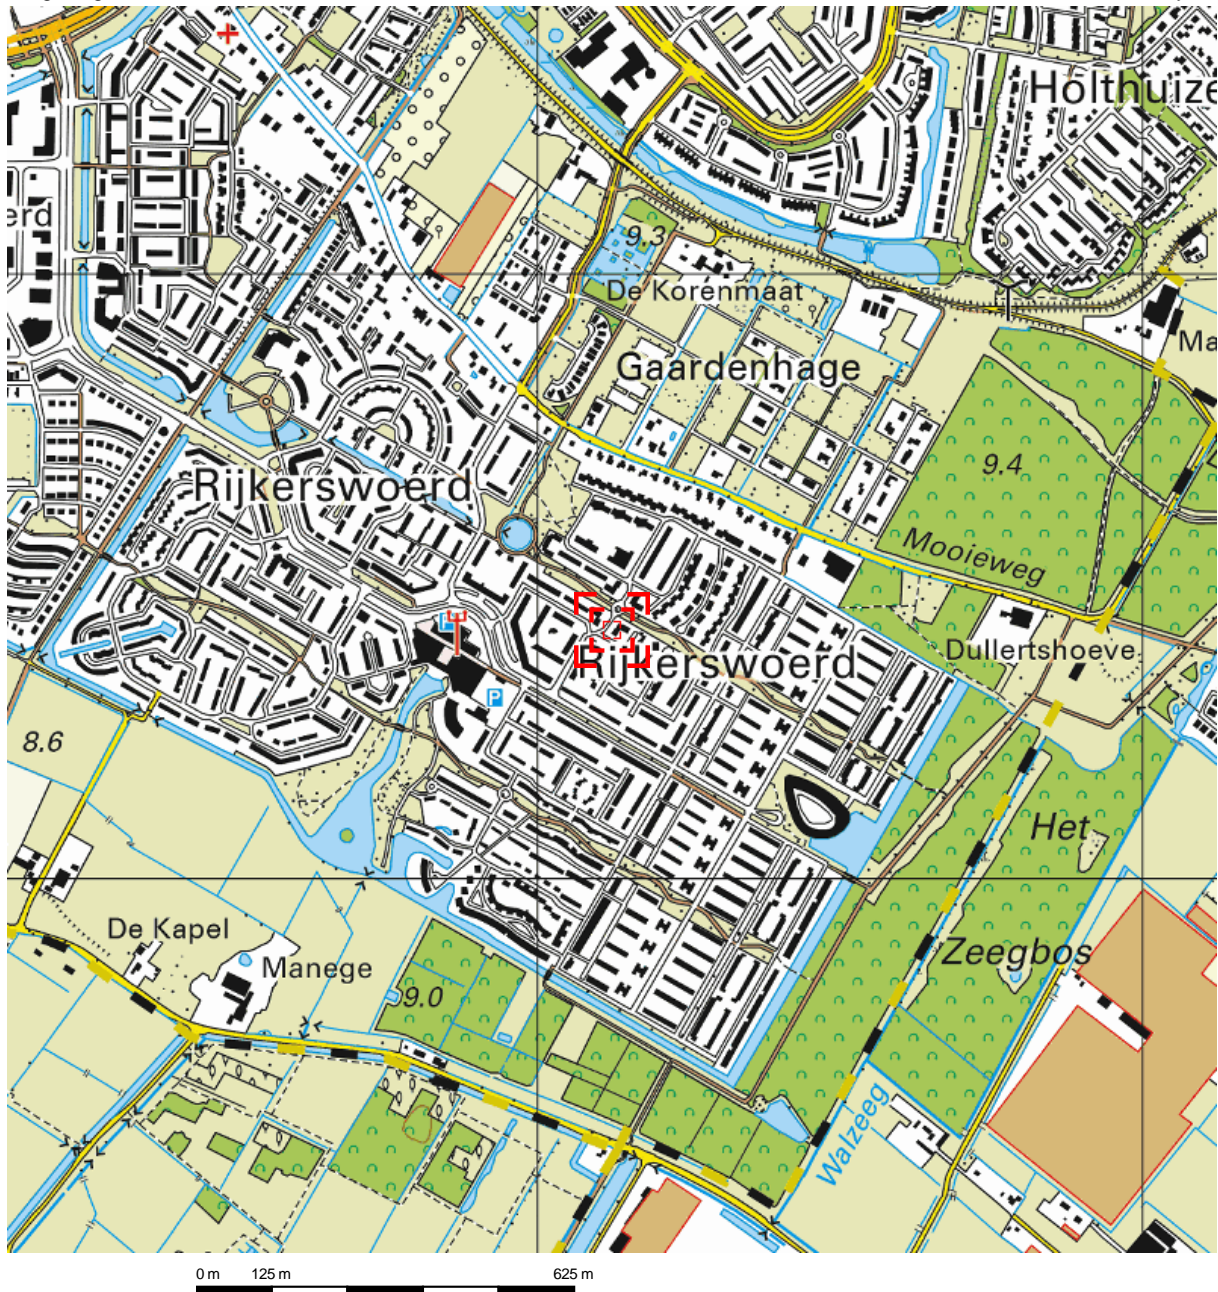 Holthuize
erd
9.3
De Korenmaat
Ma
Gaardenhage
9.4
Rijkerswoerd
Mooieweg
P
Dullertshoeve
Rijkerswoerd
P
8.6
Het
De Kapel
Zeegbos
Manege
9.0
Walzeeg
0 m 125 m 625 m